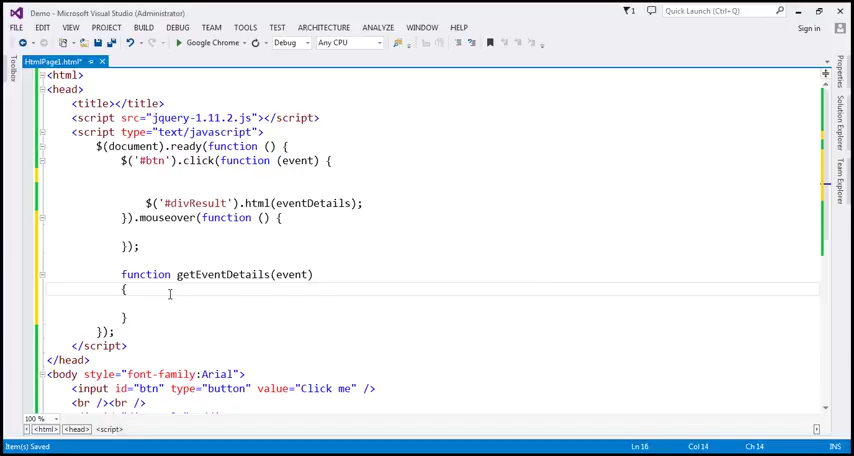 Demo - Microsoft Visual Studio (Administrator)
1
Quick Launch (Ctrl+Q)
FILE EDIT VIEW PROJECT BUILD DEBUG TEAM TOOLS TEST ARCHITECTURE ANALYZE WINDOW HELP
Sign in
Google Chrome Debug Any CPU
Toolbox
HtmlPage1.html*
Properties
Solution Explorer
Team Explorer
<html>
<head>
<title></title>
<script src="jquery-1.11.2.js"></script>
<script type="text/javascript">
$(document).ready(function () {
$('#btn').click(function (event) {
$('#divResult').html(eventDetails);
}).mouseover(function () {
});
function getEventDetails(event)
{
}
});
</script>
</head>
<body style="font-family:Arial">
<input id="btn" type="button" value="Click me" />
<br /><br />
100 %
<html> <head> <script>
Item(s) Saved
Ln 16 Col 14 Ch 14 INS